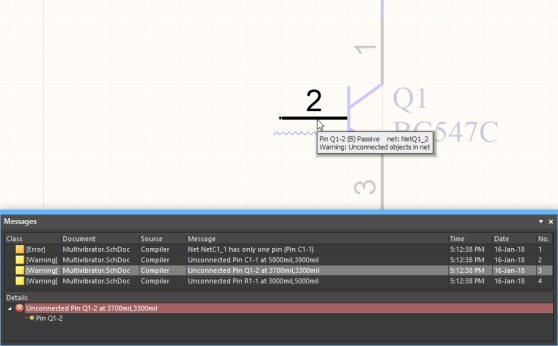 1
2
Q1
BC547C
Pin Q1-2 (B) Passive net: NetQ1_2
Warning: Unconnected objects in net
3
Messages
Class Document Source Message Time Date No.
[Error] Multivibrator.SchDoc Compiler Net NetC1_1 has only one pin (Pin C1-1) 5:12:38 PM 16-Jan-18 1
[Warning] Multivibrator.SchDoc Compiler Unconnected Pin C1-1 at 5800mil,3900mil 5:12:38 PM 16-Jan-18 2
[Warning] Multivibrator.SchDoc Compiler Unconnected Pin Q1-2 at 3700mil,3300mil 5:12:38 PM 16-Jan-18 3
[Warning] Multivibrator.SchDoc Compiler Unconnected Pin R1-1 at 3000mil,5000mil 5:12:38 PM 16-Jan-18 4
Details
Unconnected Pin Q1-2 at 3700mil,3300mil
Pin Q1-2